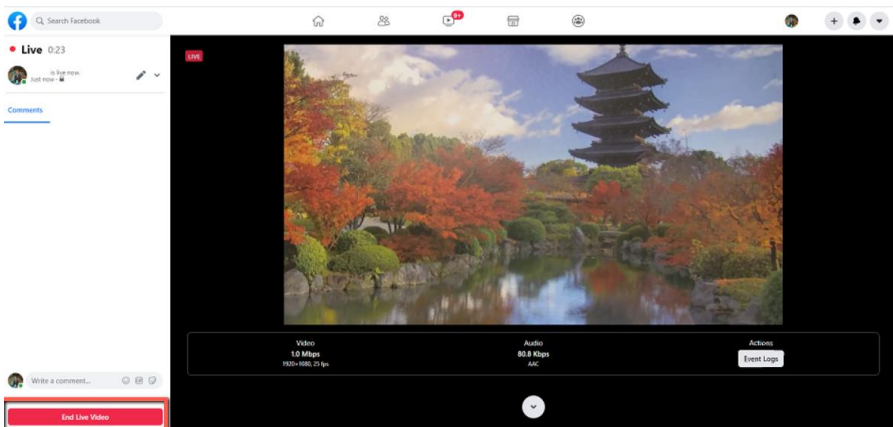 Search Facebook
9+
Live 0:23
is live now.
Just now ·
Comments
LIVE
Video
1.0 Mbps
1920×1080, 25 fps
Audio
80.8 Kbps
AAC
Actions
Event Logs
Write a comment...
End Live Video